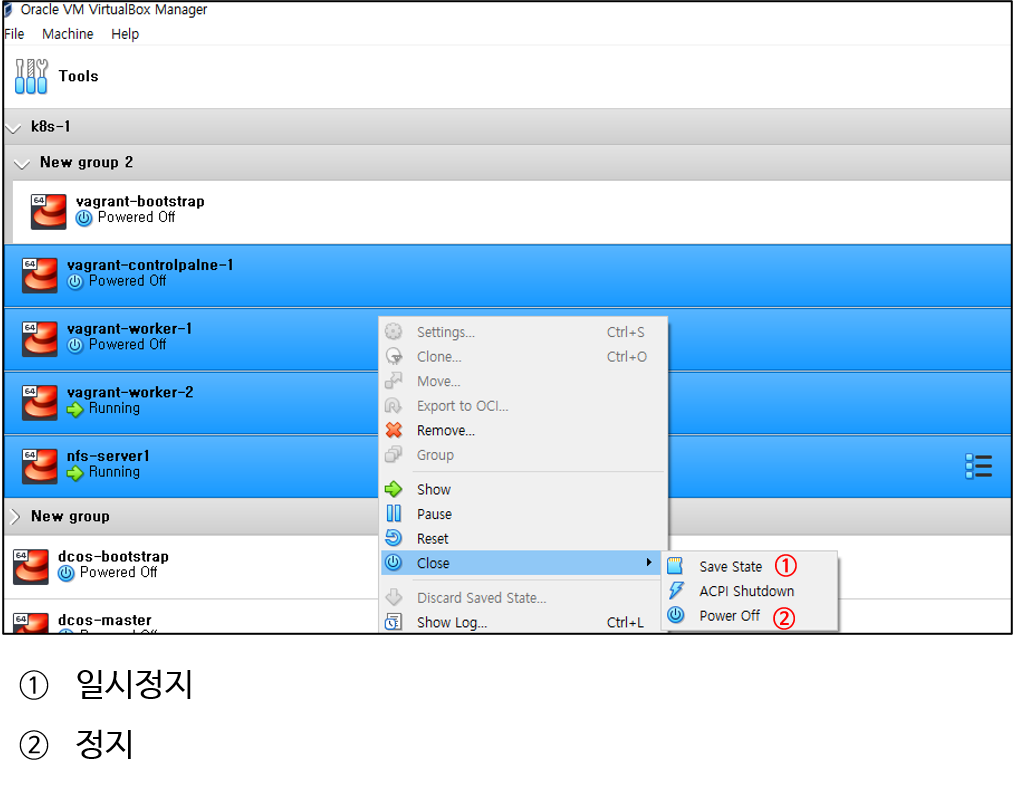 Oracle VM VirtualBox Manager
File Machine Help
Tools
k8s-1
New group 2
64
vagrant-bootstrap
Powered Off
64
vagrant-controlpalne-1
Powered Off
64
vagrant-worker-1
Powered Off
64
vagrant-worker-2
Running
64
nfs-server1
Running
New group
64
dcos-bootstrap
Powered Off
64
dcos-master
Powered Off
Settings... Ctrl+S
Clone... Ctrl+O
Move...
Export to OCI...
Remove...
Group
Show
Pause
Reset
Close
Discard Saved State...
Show Log... Ctrl+L
Save State ①
ACPI Shutdown
Power Off ②
① 일시정지
② 정지